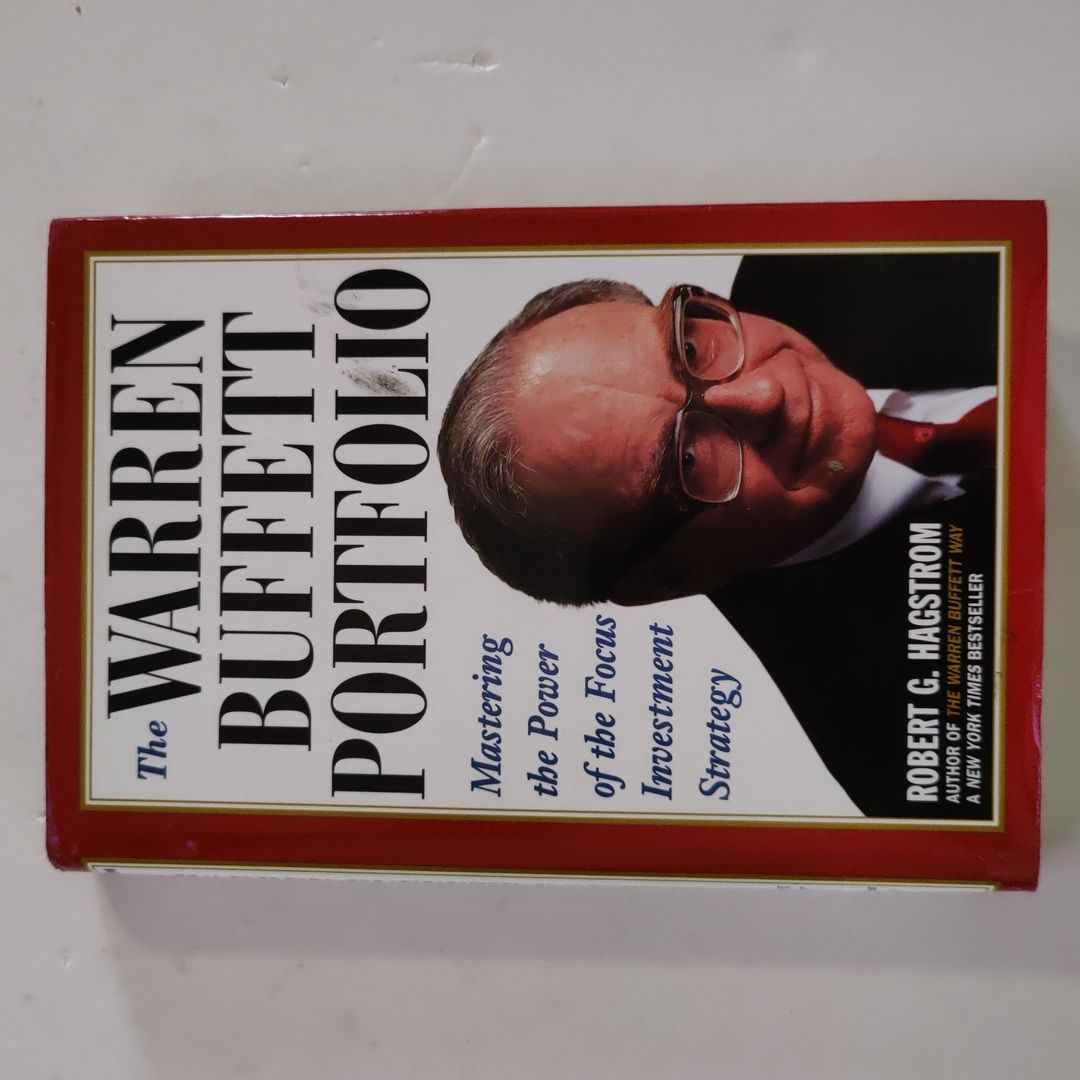 The WARREN
BUFFETT
PORTFOLIO
Mastering
the Power
of the Focus
Investment
Strategy
ROBERT G. HAGSTROM
AUTHOR OF THE WARREN BUFFETT WAY
A NEW YORK TIMES BESTSELLER